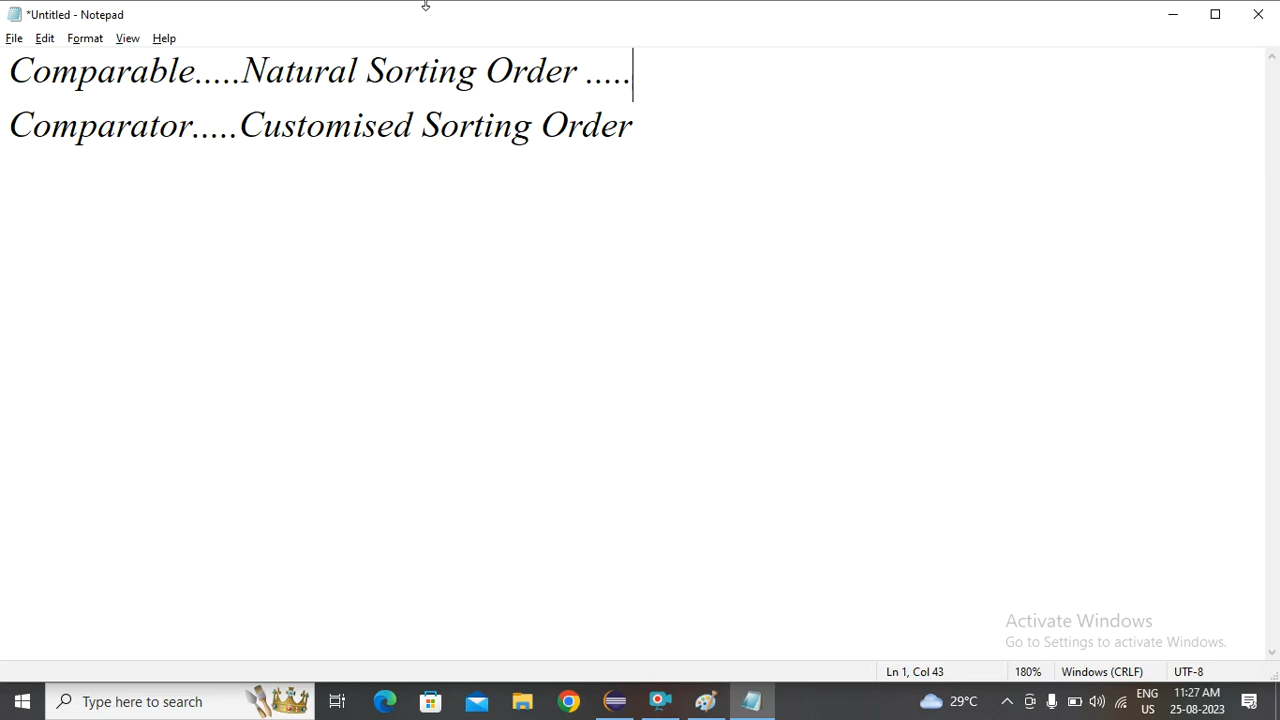 *Untitled - Notepad
File Edit Format View Help
Comparable.....Natural Sorting Order .....
Comparator.....Customised Sorting Order
Activate Windows
Go to Settings to activate Windows.
Ln 1, Col 43 180% Windows (CRLF) UTF-8
Type here to search 29°C ENG 11:27 AM
US 25-08-2023